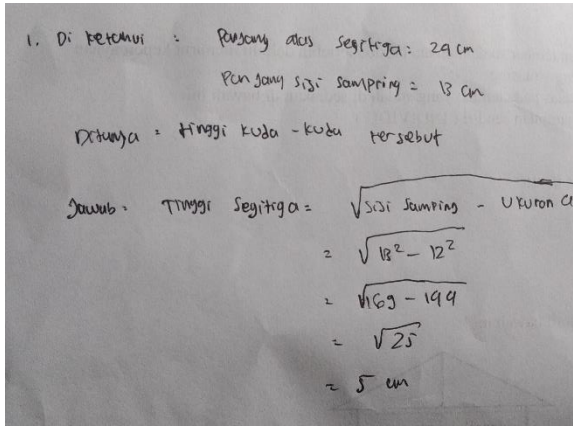 1. Di ketahui : Panjang alas segitiga : 24 cm
Panjang sisi samping = 13 cm
Ditanya = tinggi kuda - kuda tersebut
Jawab = Tinggi segitiga = √sisi samping - Ukuran
= √13² - 12²
= √169 - 144
= √25
= 5 cm